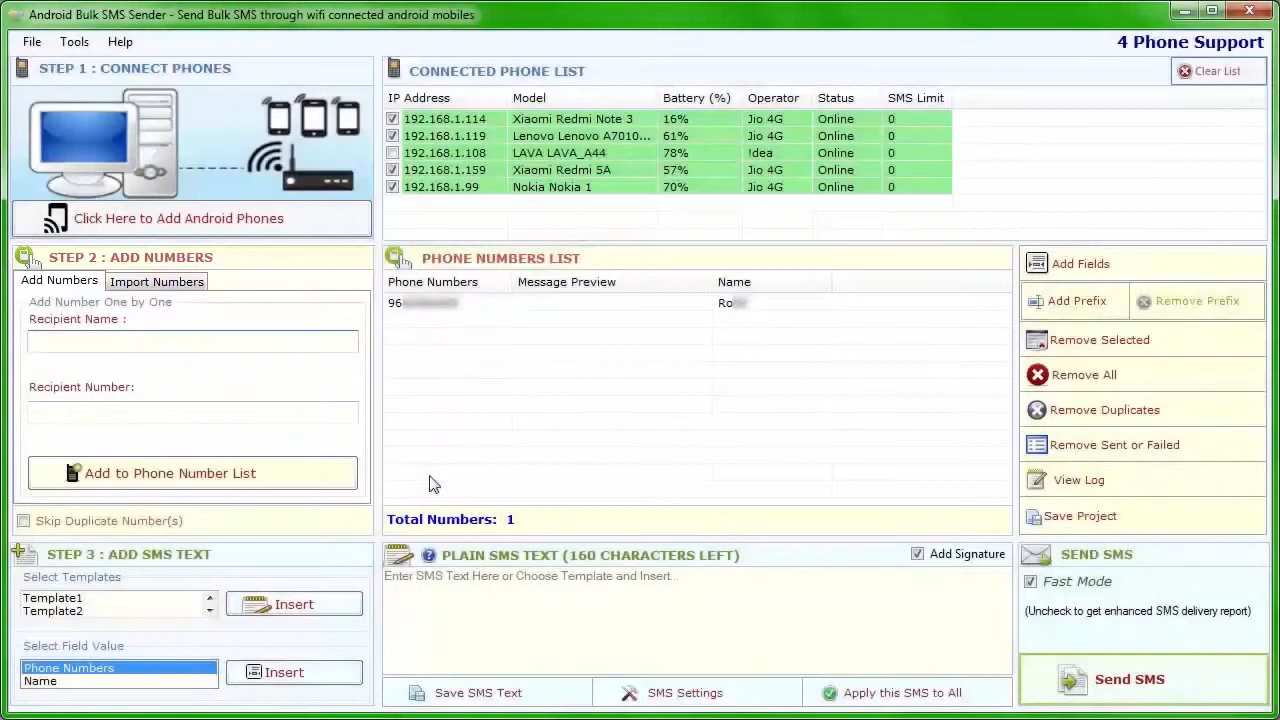 Android Bulk SMS Sender - Send Bulk SMS through wifi connected android mobiles
File Tools Help
4 Phone Support
STEP 1 : CONNECT PHONES
Click Here to Add Android Phones
CONNECTED PHONE LIST
Clear List
IP Address Model Battery (%) Operator Status SMS Limit
192.168.1.114 Xiaomi Redmi Note 3 16% Jio 4G Online 0
192.168.1.119 Lenovo Lenovo A7010... 61% Jio 4G Online 0
192.168.1.108 LAVA LAVA_A44 78% !dea Online 0
192.168.1.159 Xiaomi Redmi 5A 57% Jio 4G Online 0
192.168.1.99 Nokia Nokia 1 70% Jio 4G Online 0
STEP 2 : ADD NUMBERS
Add Numbers Import Numbers
Add Number One by One
Recipient Name :
Recipient Number:
Add to Phone Number List
Skip Duplicate Number(s)
PHONE NUMBERS LIST
Phone Numbers Message Preview Name
Total Numbers: 1
Add Fields
Add Prefix Remove Prefix
Remove Selected
Remove All
Remove Duplicates
Remove Sent or Failed
View Log
Save Project
STEP 3 : ADD SMS TEXT
Select Templates
Template1
Template2
Insert
Select Field Value
Phone Numbers
Name
Insert
PLAIN SMS TEXT (160 CHARACTERS LEFT)
Add Signature
Enter SMS Text Here or Choose Template and Insert...
Save SMS Text SMS Settings Apply this SMS to All
SEND SMS
Fast Mode
(Uncheck to get enhanced SMS delivery report)
Send SMS